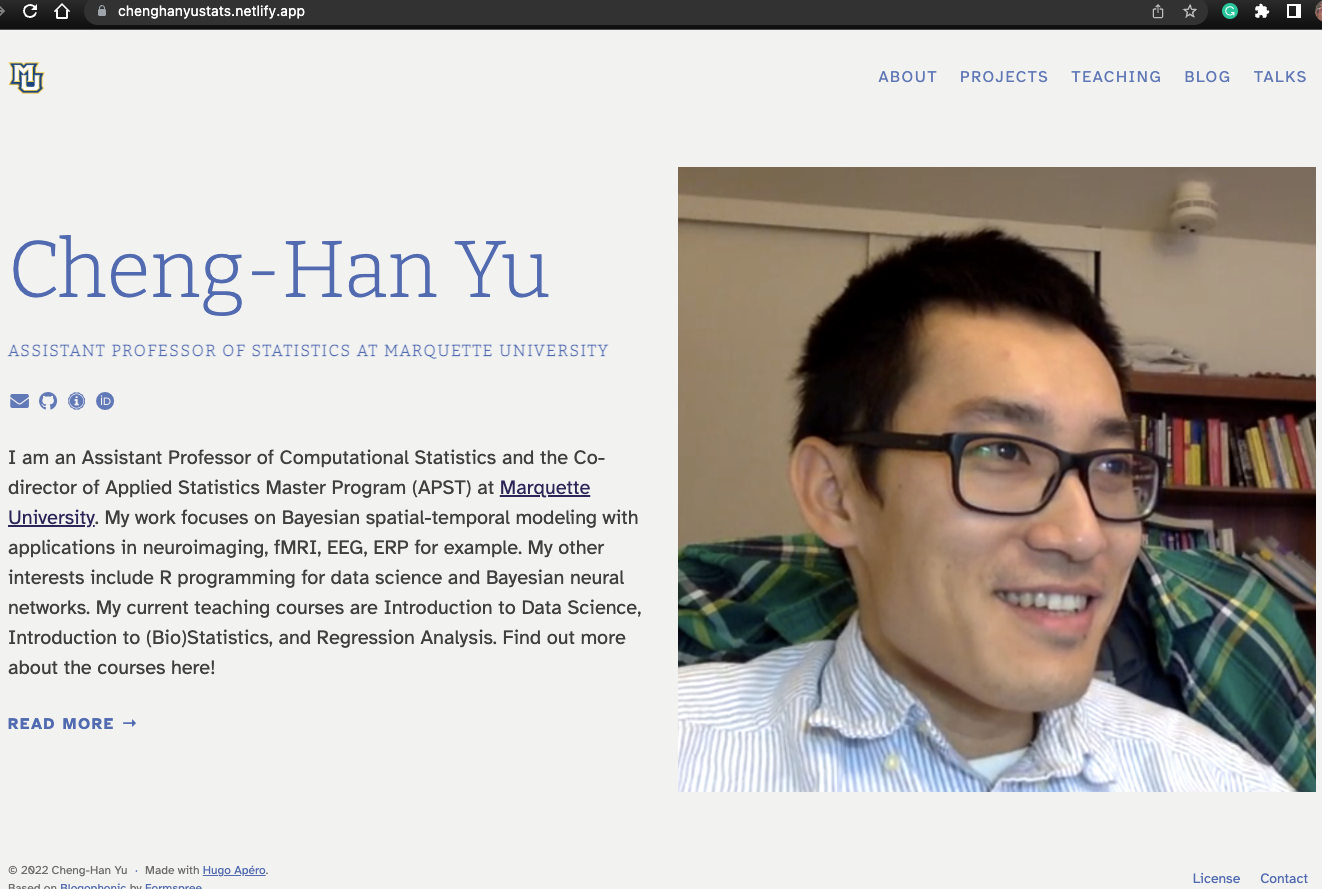 chenghanyustats.netlify.app
MU
ABOUT PROJECTS TEACHING BLOG TALKS
Cheng-Han Yu
ASSISTANT PROFESSOR OF STATISTICS AT MARQUETTE UNIVERSITY
iD
I am an Assistant Professor of Computational Statistics and the Co-
director of Applied Statistics Master Program (APST) at Marquette
University. My work focuses on Bayesian spatial-temporal modeling with
applications in neuroimaging, fMRI, EEG, ERP for example. My other
interests include R programming for data science and Bayesian neural
networks. My current teaching courses are Introduction to Data Science,
Introduction to (Bio)Statistics, and Regression Analysis. Find out more
about the courses here!
READ MORE →
© 2022 Cheng-Han Yu · Made with Hugo Apéro.
Based on Blogophonic by Formspree.
License Contact